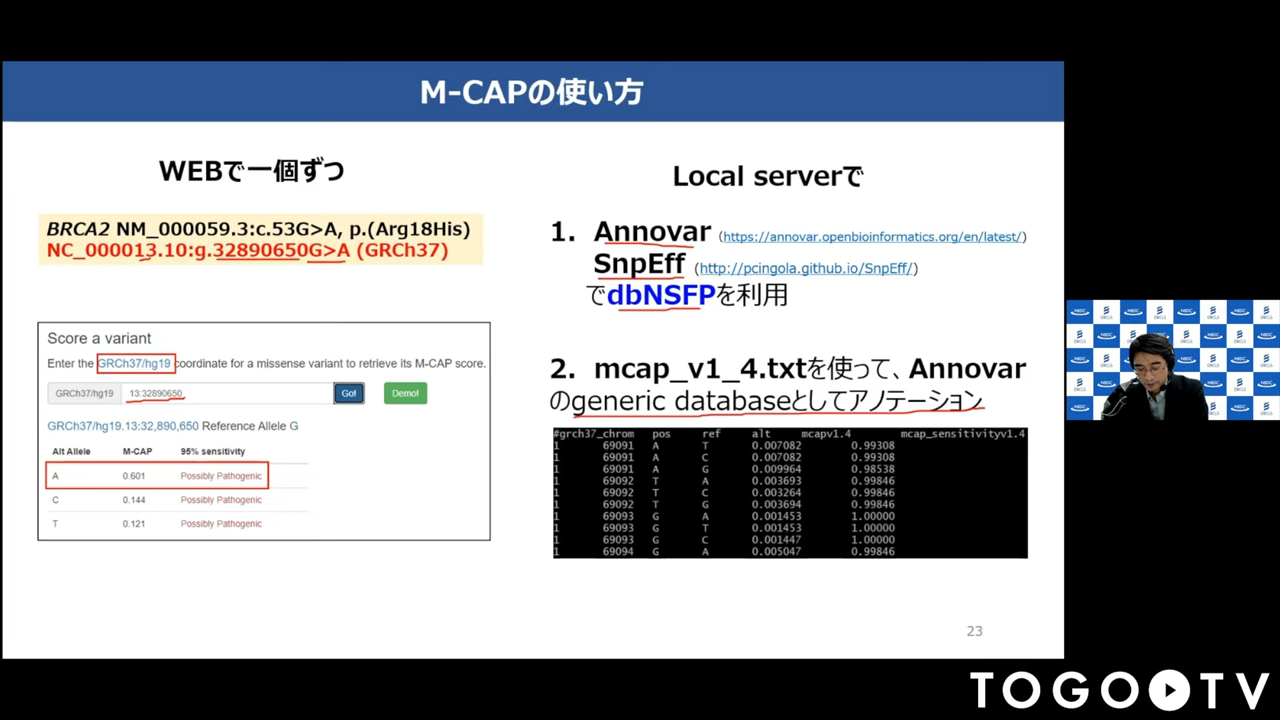 M-CAPの使い方
WEBで一個ずつ
BRCA2 NM_000059.3:c.53G>A, p.(Arg18His)
NC_000013.10:g.32890650G>A (GRCh37)
Score a variant
Enter the GRCh37/hg19 coordinate for a missense variant to retrieve its M-CAP score.
GRCh37/hg19 13:32890650 Go! Demo!
GRCh37/hg19.13:32,890,650 Reference Allele G
Alt Allele M-CAP 95% sensitivity
A 0.601 Possibly Pathogenic
C 0.144 Possibly Pathogenic
T 0.121 Possibly Pathogenic
Local serverで
1. Annovar (https://annovar.openbioinformatics.org/en/latest/)
SnpEff (http://pcingola.github.io/SnpEff/)
でdbNSFPを利用
2. mcap_v1_4.txtを使って、Annovar
のgeneric databaseとしてアノテーション
#grch37_chrom pos ref alt mcapv1.4 mcap_sensitivityv1.4
1 69091 A T 0.007082 0.99308
1 69091 A C 0.007082 0.99308
1 69091 A G 0.009964 0.98538
1 69092 T A 0.003693 0.99846
1 69092 T C 0.003264 0.99846
1 69092 T G 0.003694 0.99846
1 69093 G A 0.001453 1.00000
1 69093 G T 0.001453 1.00000
1 69093 G C 0.001447 1.00000
1 69094 G A 0.005047 0.99846
23
TOGO TV